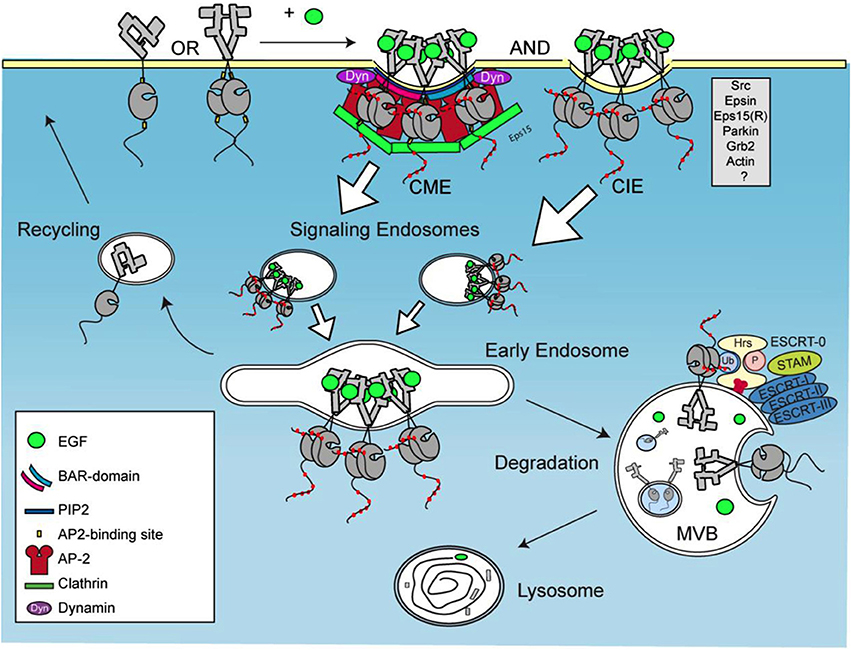 +
OR
AND
Dyn
Dyn
Eps15
CME
CIE
Src
Epsin
Eps15(R)
Parkin
Grb2
Actin
?
Recycling
Signaling Endosomes
Early Endosome
Hrs
ESCRT-0
Ub
P
STAM
ESCRT-I
ESCRT-II
ESCRT-III
Degradation
MVB
Lysosome
EGF
BAR-domain
PIP2
AP2-binding site
AP-2
Clathrin
Dyn
Dynamin